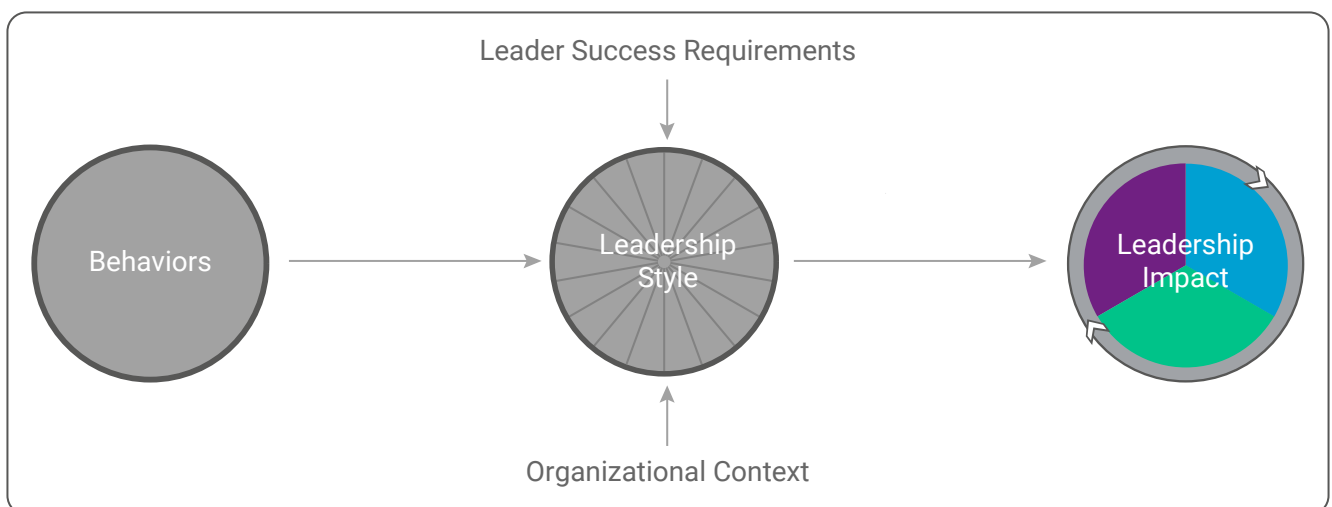 Leader Success Requirements
Behaviors
Leadership
Style
Leadership
Impact
Organizational Context